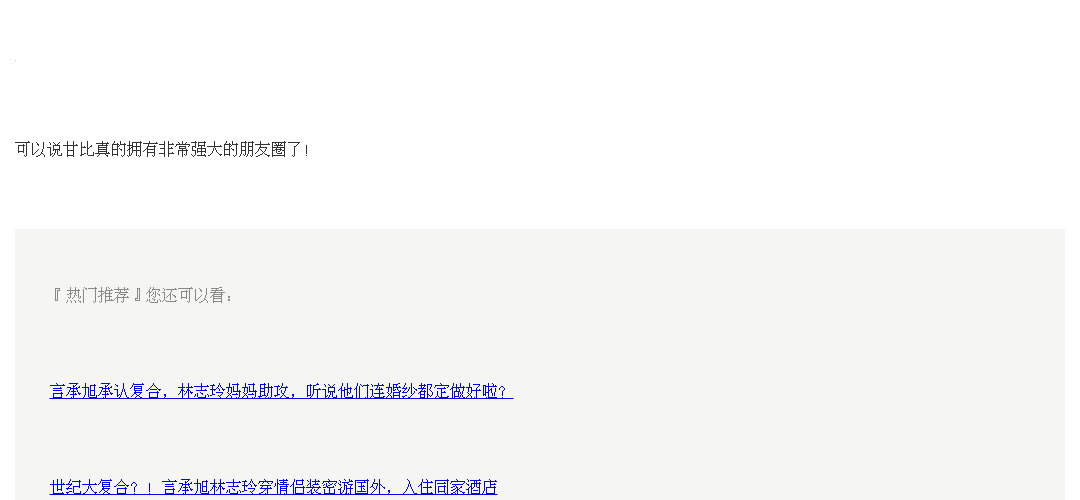 可以说甘比真的拥有非常强大的朋友圈了!
『热门推荐』您还可以看：
言承旭承认复合，林志玲妈妈助攻，听说他们连婚纱都定做好啦？
世纪大复合？！言承旭林志玲穿情侣装密游国外，入住同家酒店